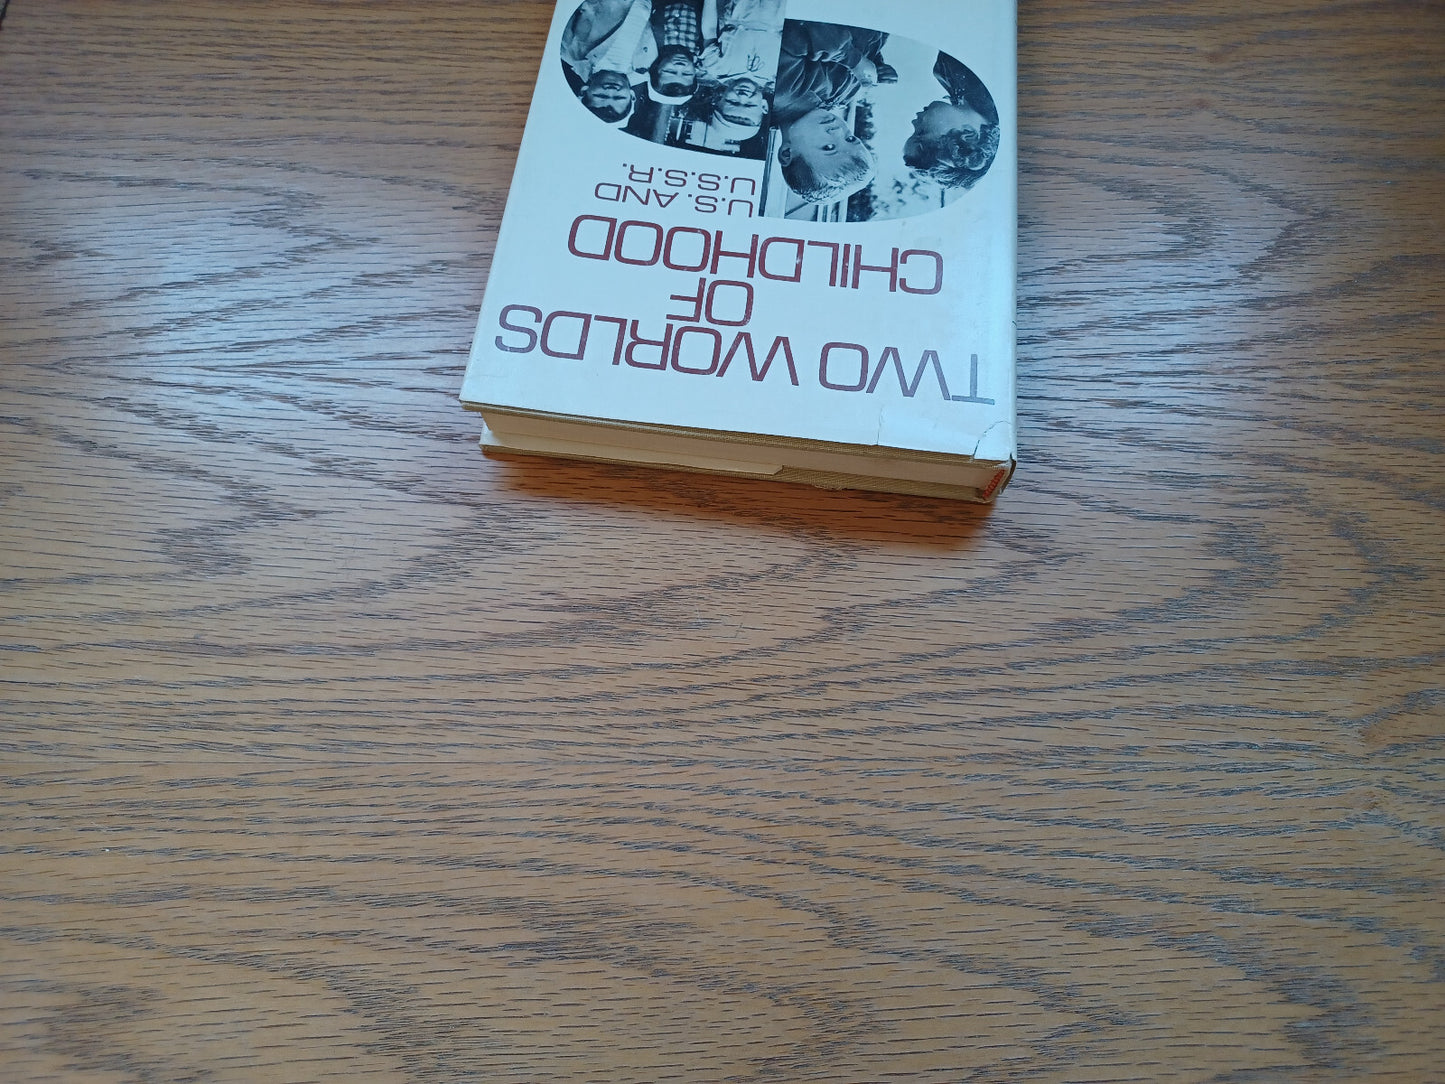 TWO WORLDS
OF
CHILDHOOD
U.S. AND
U.S.S.R.